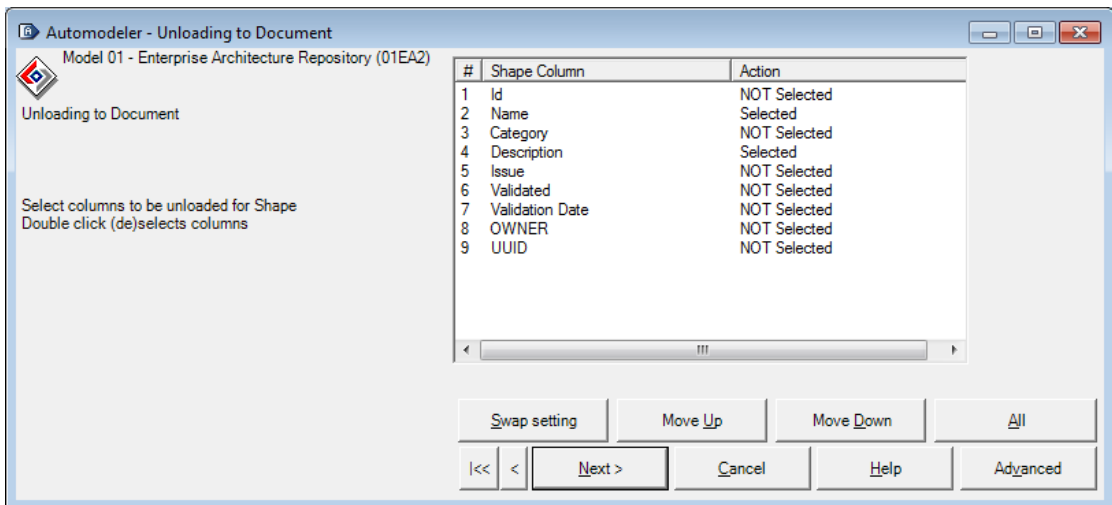 Automodeler - Unloading to Document
Model 01 - Enterprise Architecture Repository (01EA2)
Unloading to Document
Select columns to be unloaded for Shape
Double click (de)selects columns
# Shape Column Action
1 Id NOT Selected
2 Name Selected
3 Category NOT Selected
4 Description Selected
5 Issue NOT Selected
6 Validated NOT Selected
7 Validation Date NOT Selected
8 OWNER NOT Selected
9 UUID NOT Selected
Swap setting Move Up Move Down All
|<< < Next > Cancel Help Advanced